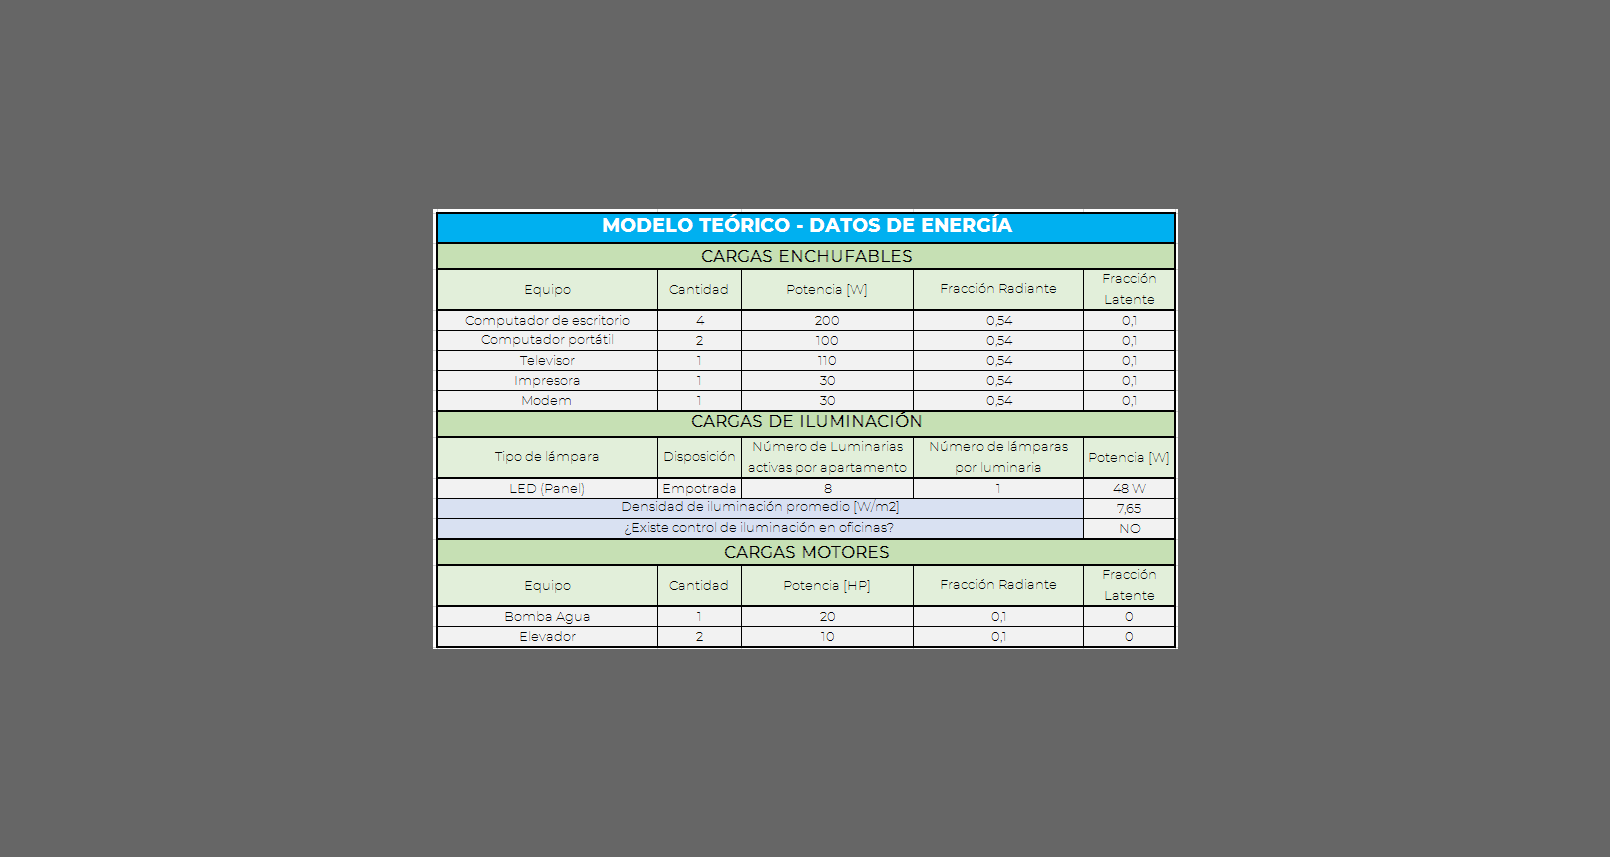 MODELO TEÓRICO - DATOS DE ENERGÍA
CARGAS ENCHUFABLES
Equipo Cantidad Potencia [W] Fracción Radiante Fracción Latente
Computador de escritorio 4 200 0,54 0,1
Computador portátil 2 100 0,54 0,1
Televisor 1 110 0,54 0,1
Impresora 1 30 0,54 0,1
Modem 1 30 0,54 0,1
CARGAS DE ILUMINACIÓN
Tipo de lámpara Disposición Número de Luminarias activas por apartamento Número de lámparas por luminaria Potencia [W]
LED (Panel) Empotrada 8 1 48 W
Densidad de iluminación promedio [W/m2] 7,65
¿Existe control de iluminación en oficinas? NO
CARGAS MOTORES
Equipo Cantidad Potencia [HP] Fracción Radiante Fracción Latente
Bomba Agua 1 20 0,1 0
Elevador 2 10 0,1 0